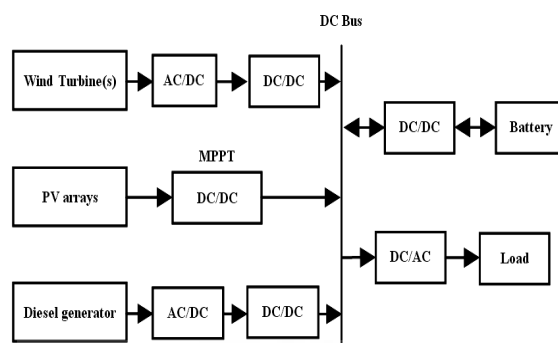 DC Bus
Wind Turbine(s)
AC/DC
DC/DC
DC/DC
Battery
MPPT
PV arrays
DC/DC
DC/AC
Load
Diesel generator
AC/DC
DC/DC